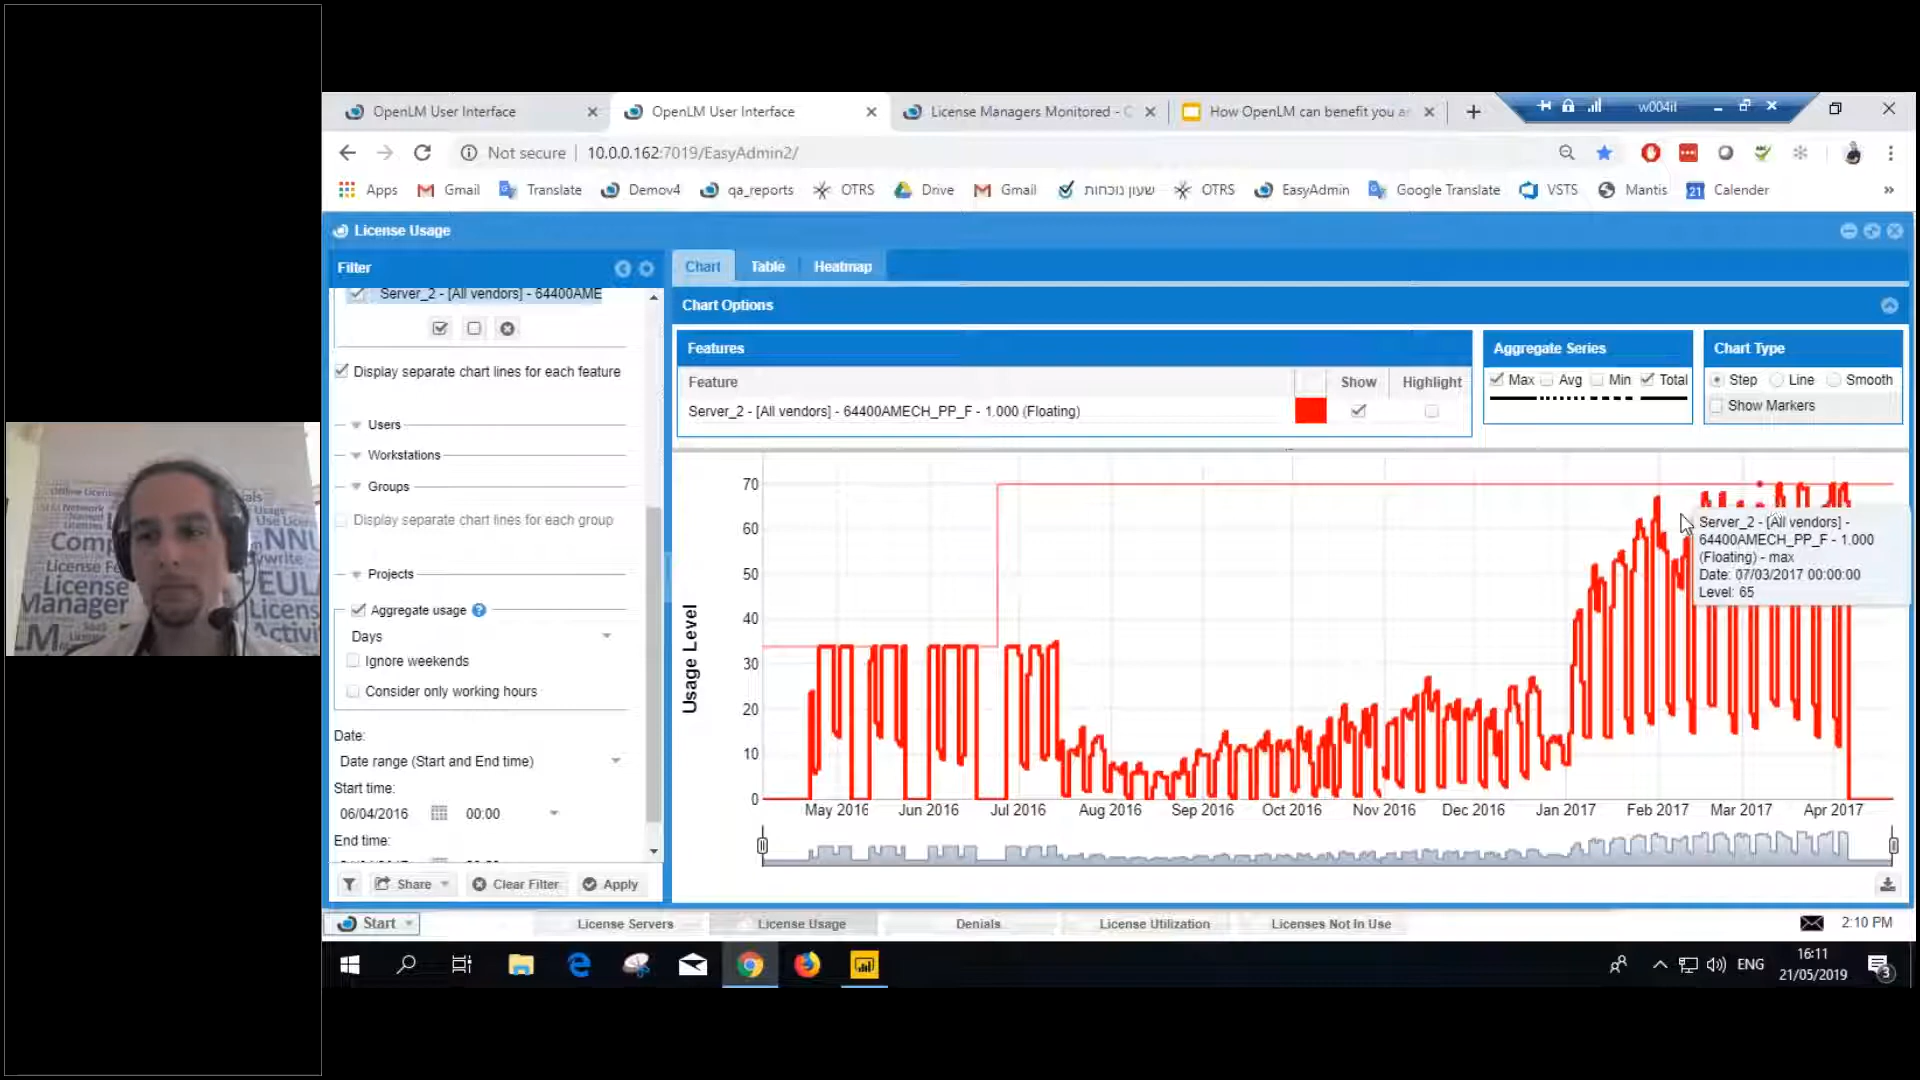 OpenLM User Interface
OpenLM User Interface
License Managers Monitored - C
How OpenLM can benefit you a
w004it
Not secure
10.0.0.162:7019/EasyAdmin2/
Apps
Gmail
Translate
Demov4
qa_reports
OTRS
Drive
Gmail
שעון נוכחות
OTRS
EasyAdmin
Google Translate
VSTS
Mantis
21
Calender
»
License Usage
Filter
Chart
Table
Heatmap
Server_2 - [All vendors] - 64400AME
Display separate chart lines for each feature
Users
Workstations
Groups
Display separate chart lines for each group
Projects
Aggregate usage
Days
Ignore weekends
Consider only working hours
Date:
Date range (Start and End time)
Start time:
06/04/2016
00:00
End time:
Share
Clear Filter
Apply
Chart Options
Features
Feature
Show
Highlight
Server_2 - [All vendors] - 64400AMECH_PP_F - 1.000 (Floating)
Aggregate Series
Max
Avg
Min
Total
Chart Type
Step
Line
Smooth
Show Markers
Usage Level
70
60
50
40
30
20
10
0
Server_2 - [All vendors] -
64400AMECH_PP_F - 1.000
(Floating) - max
Date: 07/03/2017 00:00:00
Level: 65
May 2016
Jun 2016
Jul 2016
Aug 2016
Sep 2016
Oct 2016
Nov 2016
Dec 2016
Jan 2017
Feb 2017
Mar 2017
Apr 2017
Start
License Servers
License Usage
Denials
License Utilization
Licenses Not In Use
2:10 PM
ENG
16:11
21/05/2019
3
License
Manager
EULA